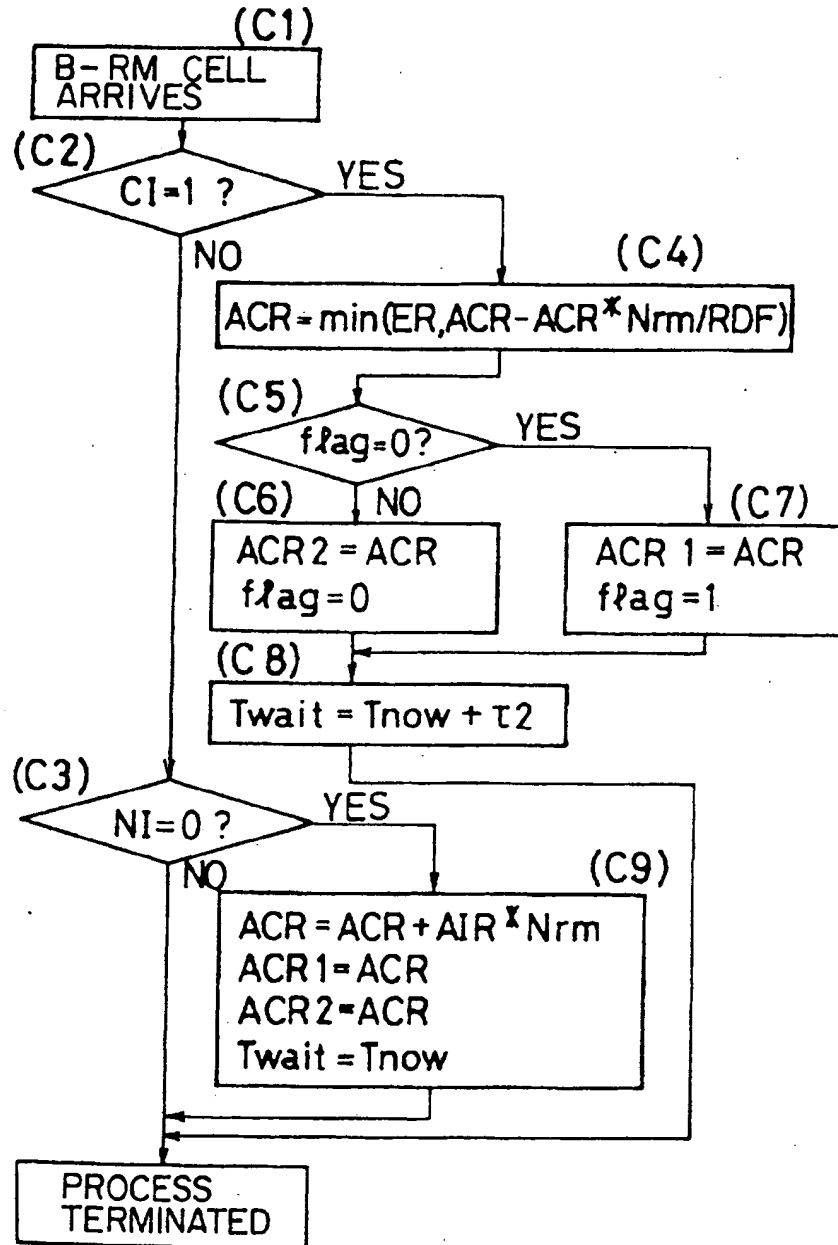 (C1)
B-RM CELL
ARRIVES
(C2)
CI=1 ?
YES
NO
(C4)
ACR=min(ER,ACR-ACR*Nrm/RDF)
(C5)
flag=0?
YES
NO
(C6)
ACR2=ACR
flag=0
(C7)
ACR 1=ACR
flag=1
(C8)
Twait = Tnow + τ2
(C3)
NI=0 ?
YES
NO
(C9)
ACR=ACR+AIR*Nrm
ACR1=ACR
ACR2=ACR
Twait=Tnow
PROCESS
TERMINATED